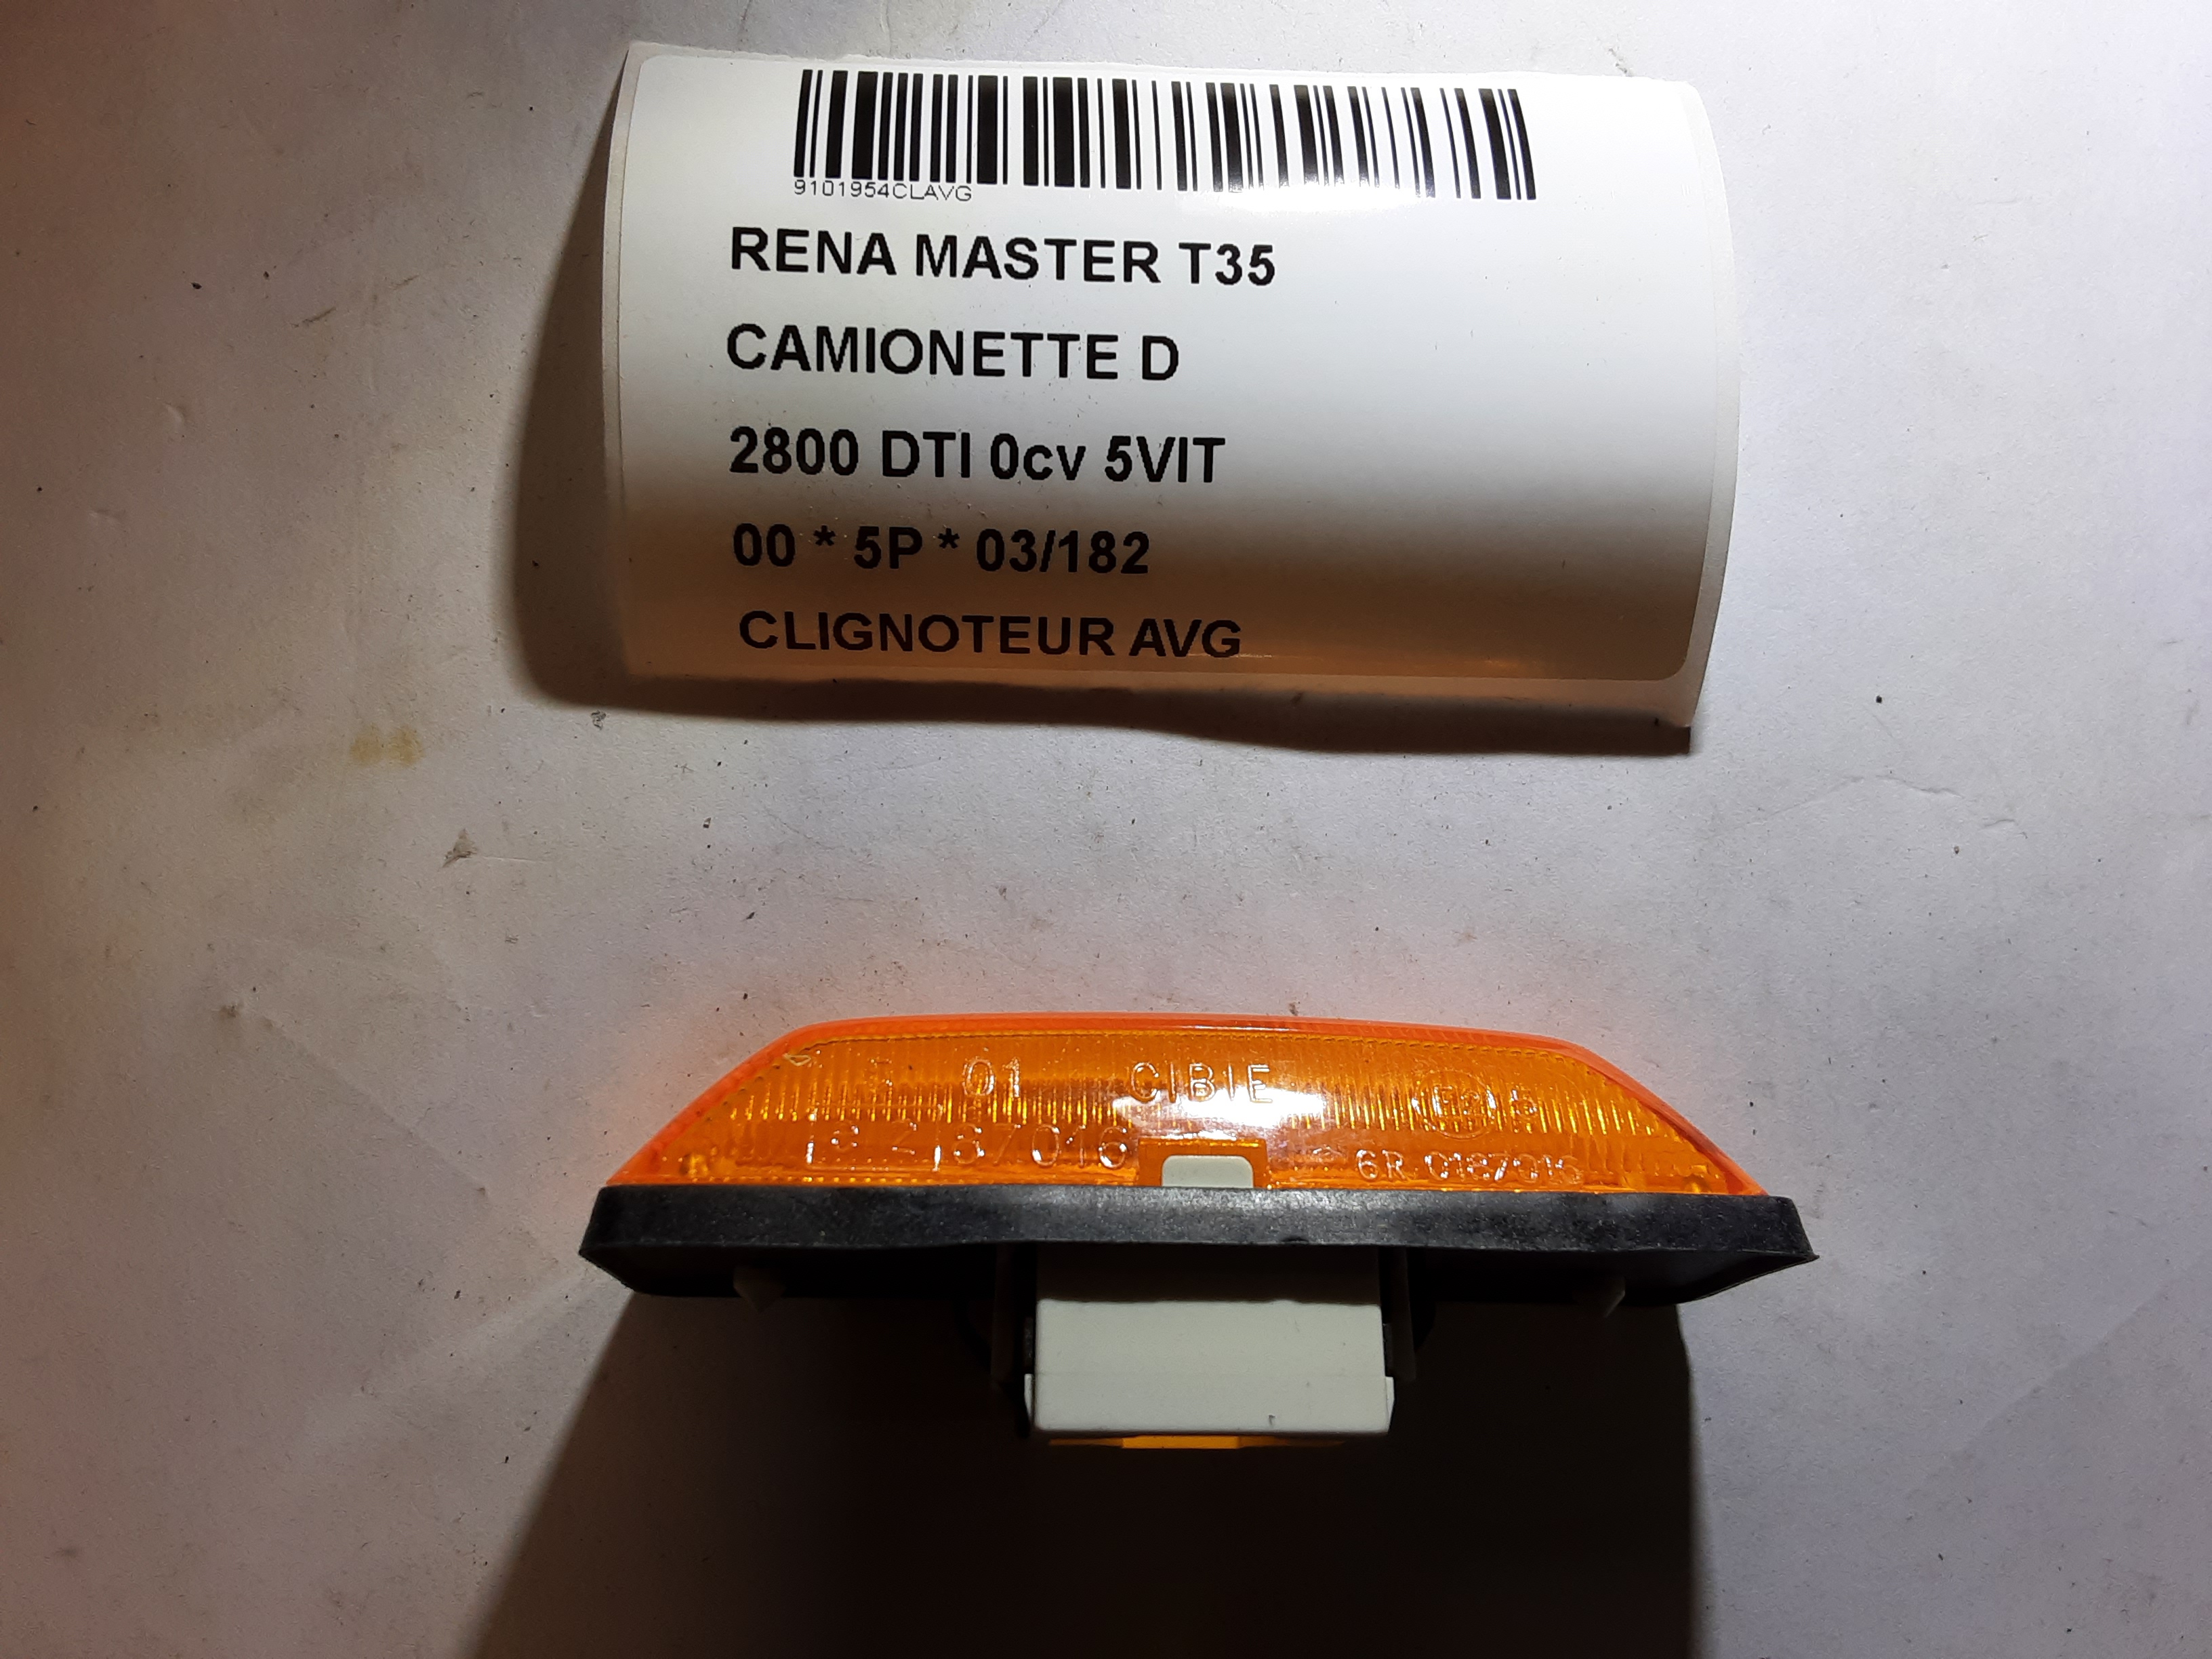 9101954CLAVG
RENA MASTER T35
CAMIONETTE D
2800 DTI 0cv 5VIT
00 * 5P * 03/182
CLIGNOTEUR AVG
01 CIBIE E2
6R 0187016